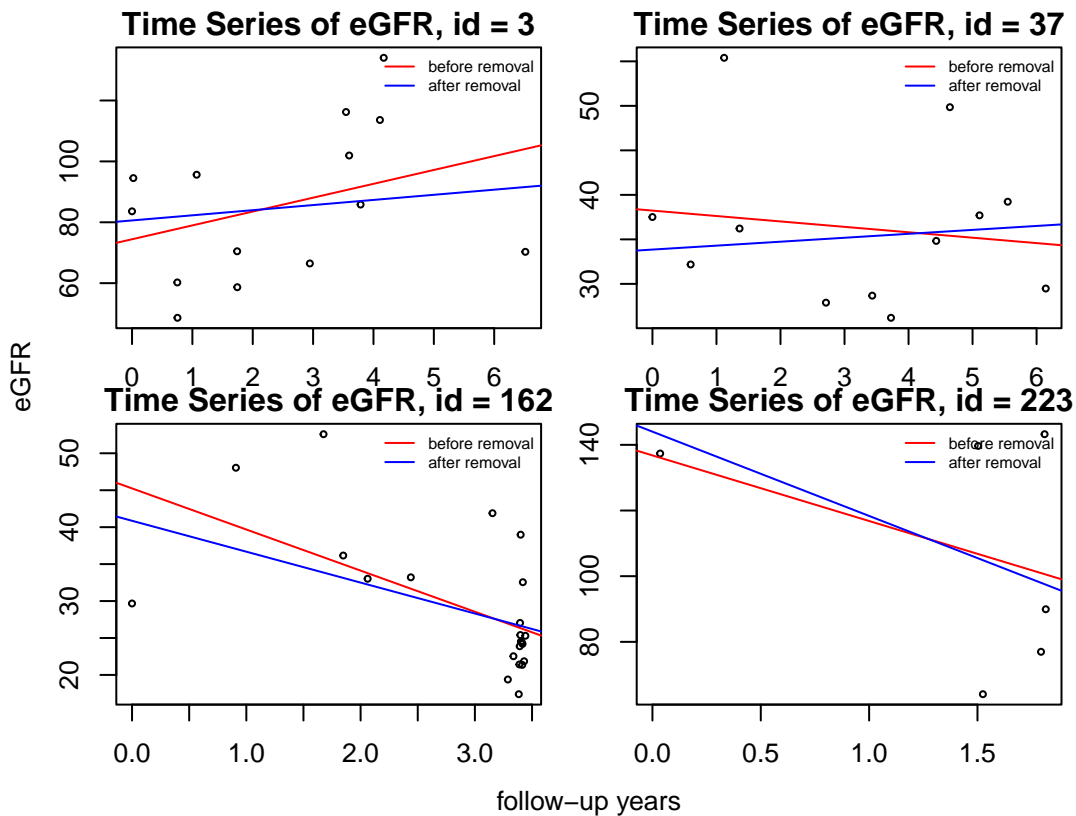 Time Series of eGFR, id = 3
before removal
after removal
60 80 100
0 1 2 3 4 5 6
Time Series of eGFR, id = 37
before removal
after removal
30 40 50
0 1 2 3 4 5 6
eGFR
Time Series of eGFR, id = 162
before removal
after removal
20 30 40 50
0.0 1.0 2.0 3.0
Time Series of eGFR, id = 223
before removal
after removal
80 100 140
0.0 0.5 1.0 1.5
follow−up years